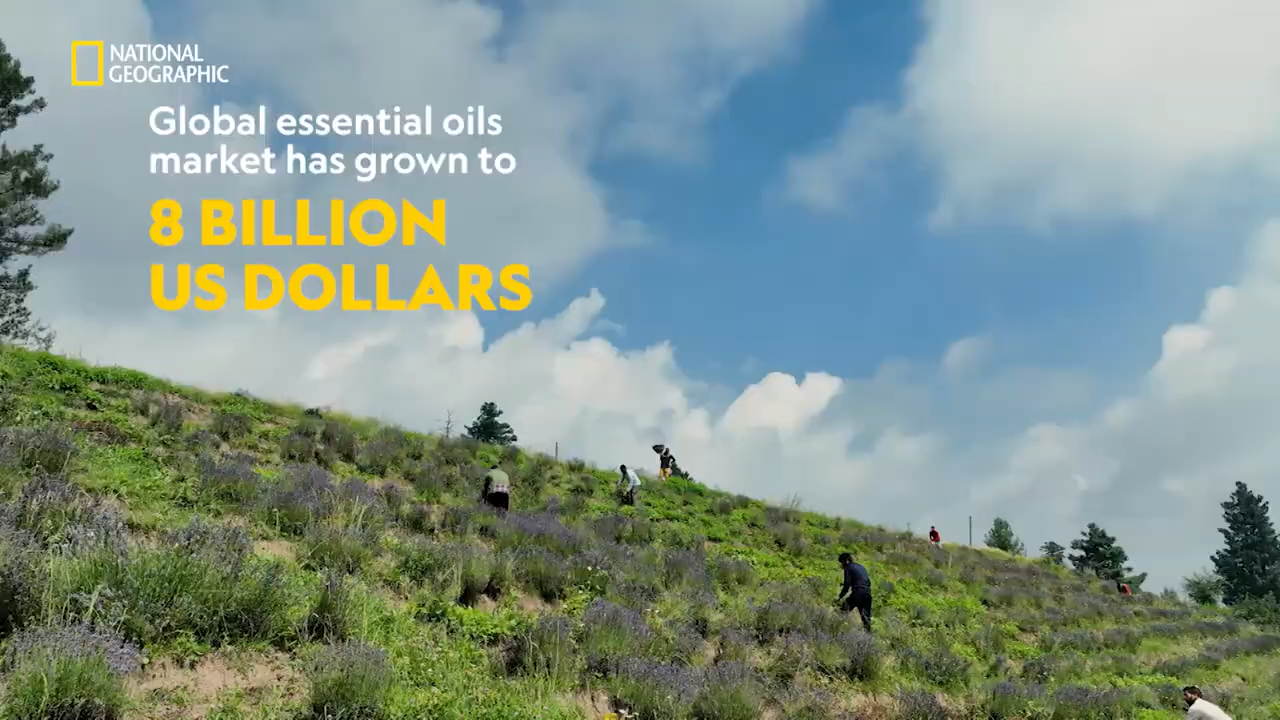 NATIONAL
GEOGRAPHIC
Global essential oils
market has grown to
8 BILLION
US DOLLARS